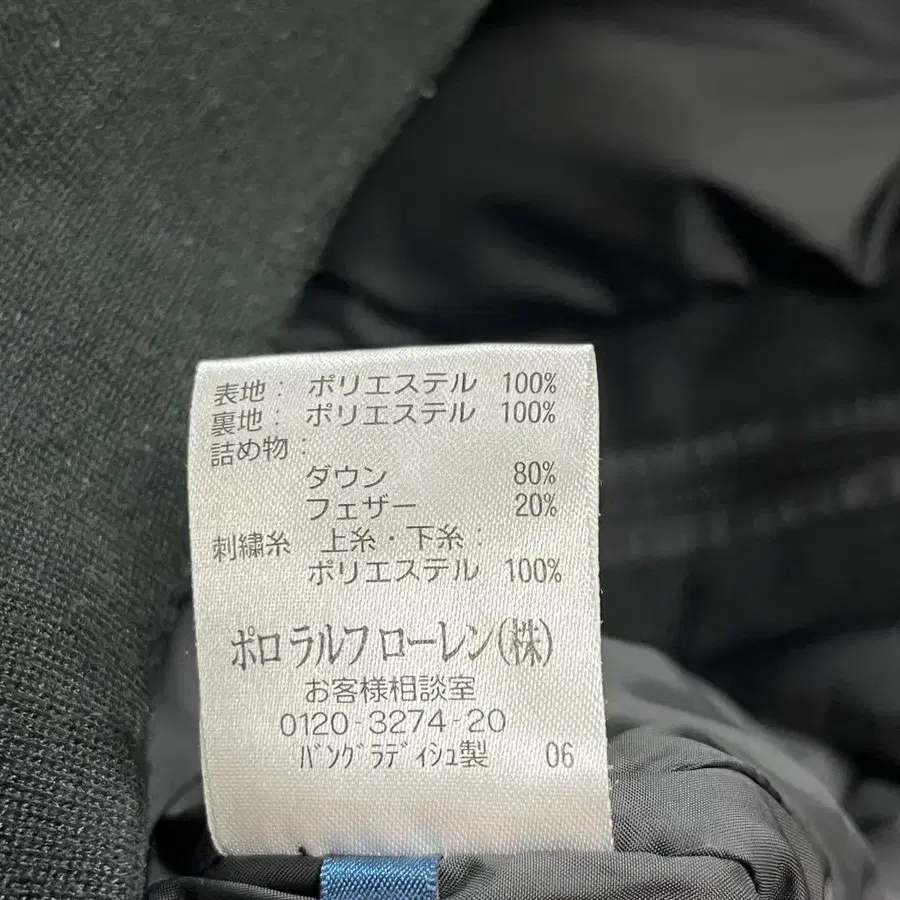 表地： ポリエステル 100%
裏地： ポリエステル 100%
詰め物：
ダウン 80%
フェザー 20%
刺繍糸 上糸・下糸：
ポリエステル 100%
ポロ ラルフ ローレン(株)
お客様相談室
0120-3274-20
ﾊﾞﾝｸﾞﾗﾃﾞｨｼｭ製 06